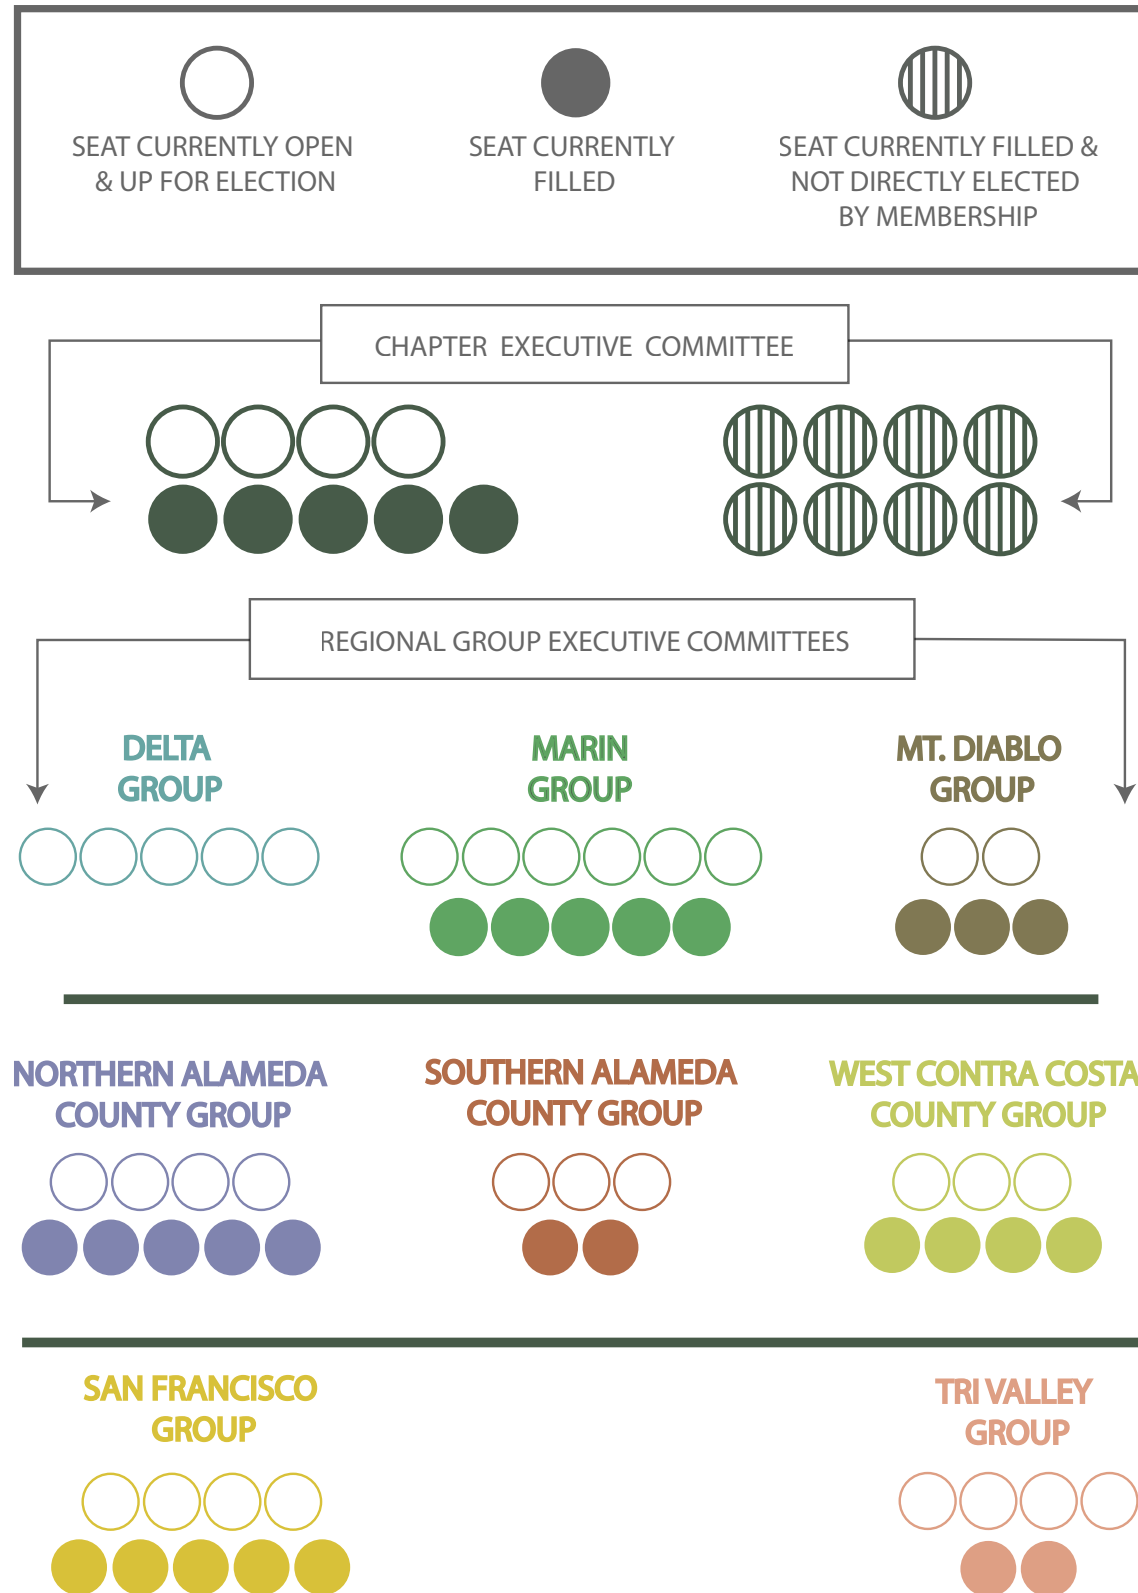 SEAT CURRENTLY OPEN
& UP FOR ELECTION
SEAT CURRENTLY
FILLED
SEAT CURRENTLY FILLED &
NOT DIRECTLY ELECTED
BY MEMBERSHIP
CHAPTER EXECUTIVE COMMITTEE
REGIONAL GROUP EXECUTIVE COMMITTEES
DELTA
GROUP
MARIN
GROUP
MT. DIABLO
GROUP
NORTHERN ALAMEDA
COUNTY GROUP
SOUTHERN ALAMEDA
COUNTY GROUP
WEST CONTRA COSTA
COUNTY GROUP
SAN FRANCISCO
GROUP
TRI VALLEY
GROUP